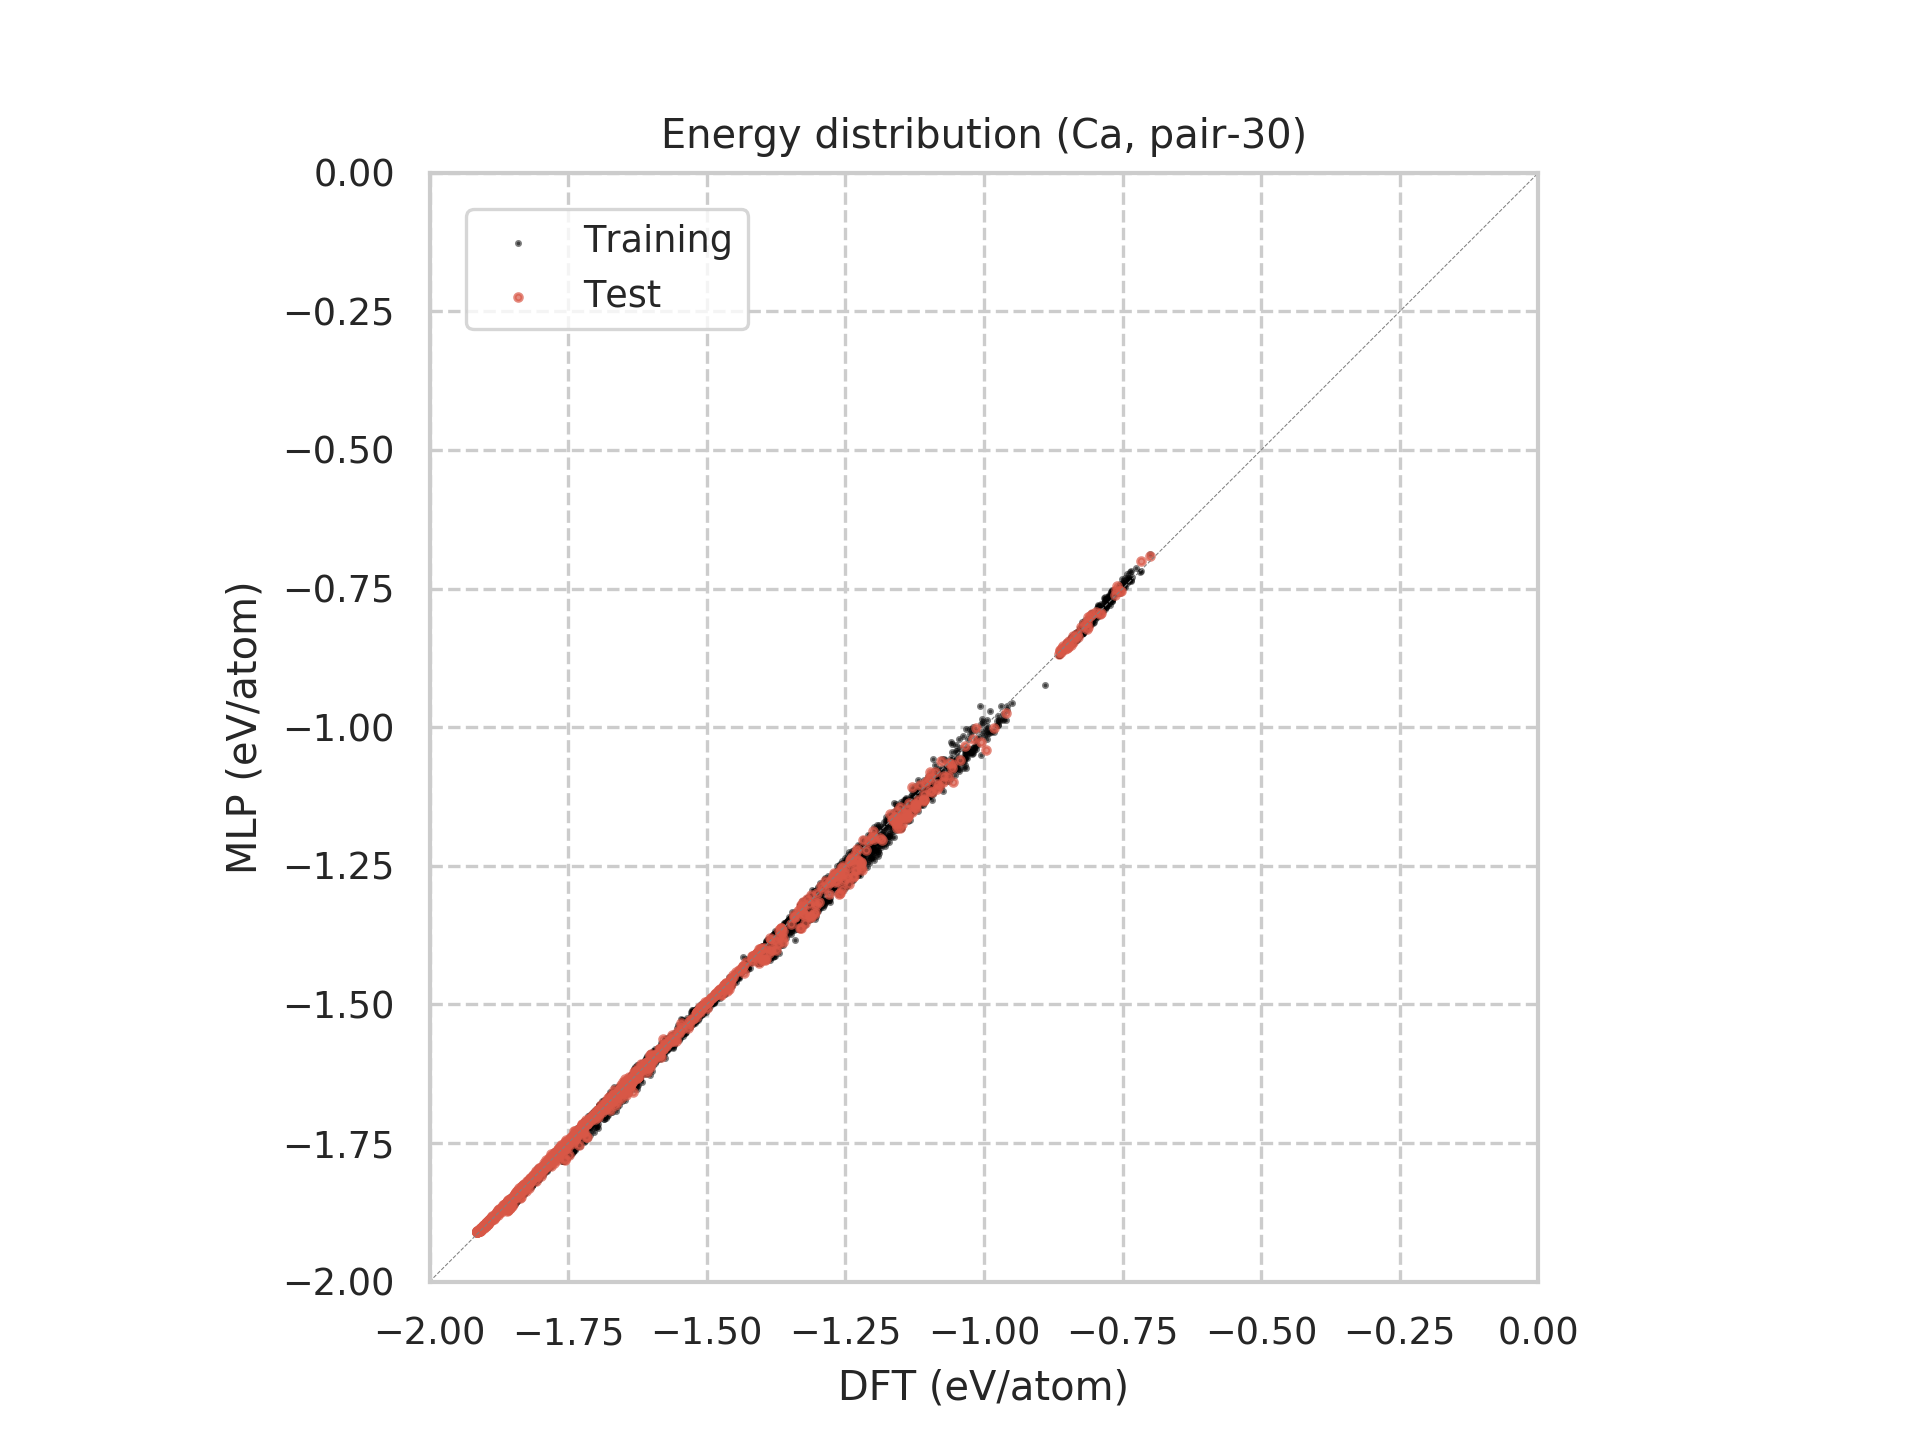 Energy distribution (Ca, pair-30)
0.00
−0.25
−0.50
−0.75
−1.00
−1.25
−1.50
−1.75
−2.00
MLP (eV/atom)
Training
Test
−2.00 −1.75 −1.50 −1.25 −1.00 −0.75 −0.50 −0.25 0.00
DFT (eV/atom)